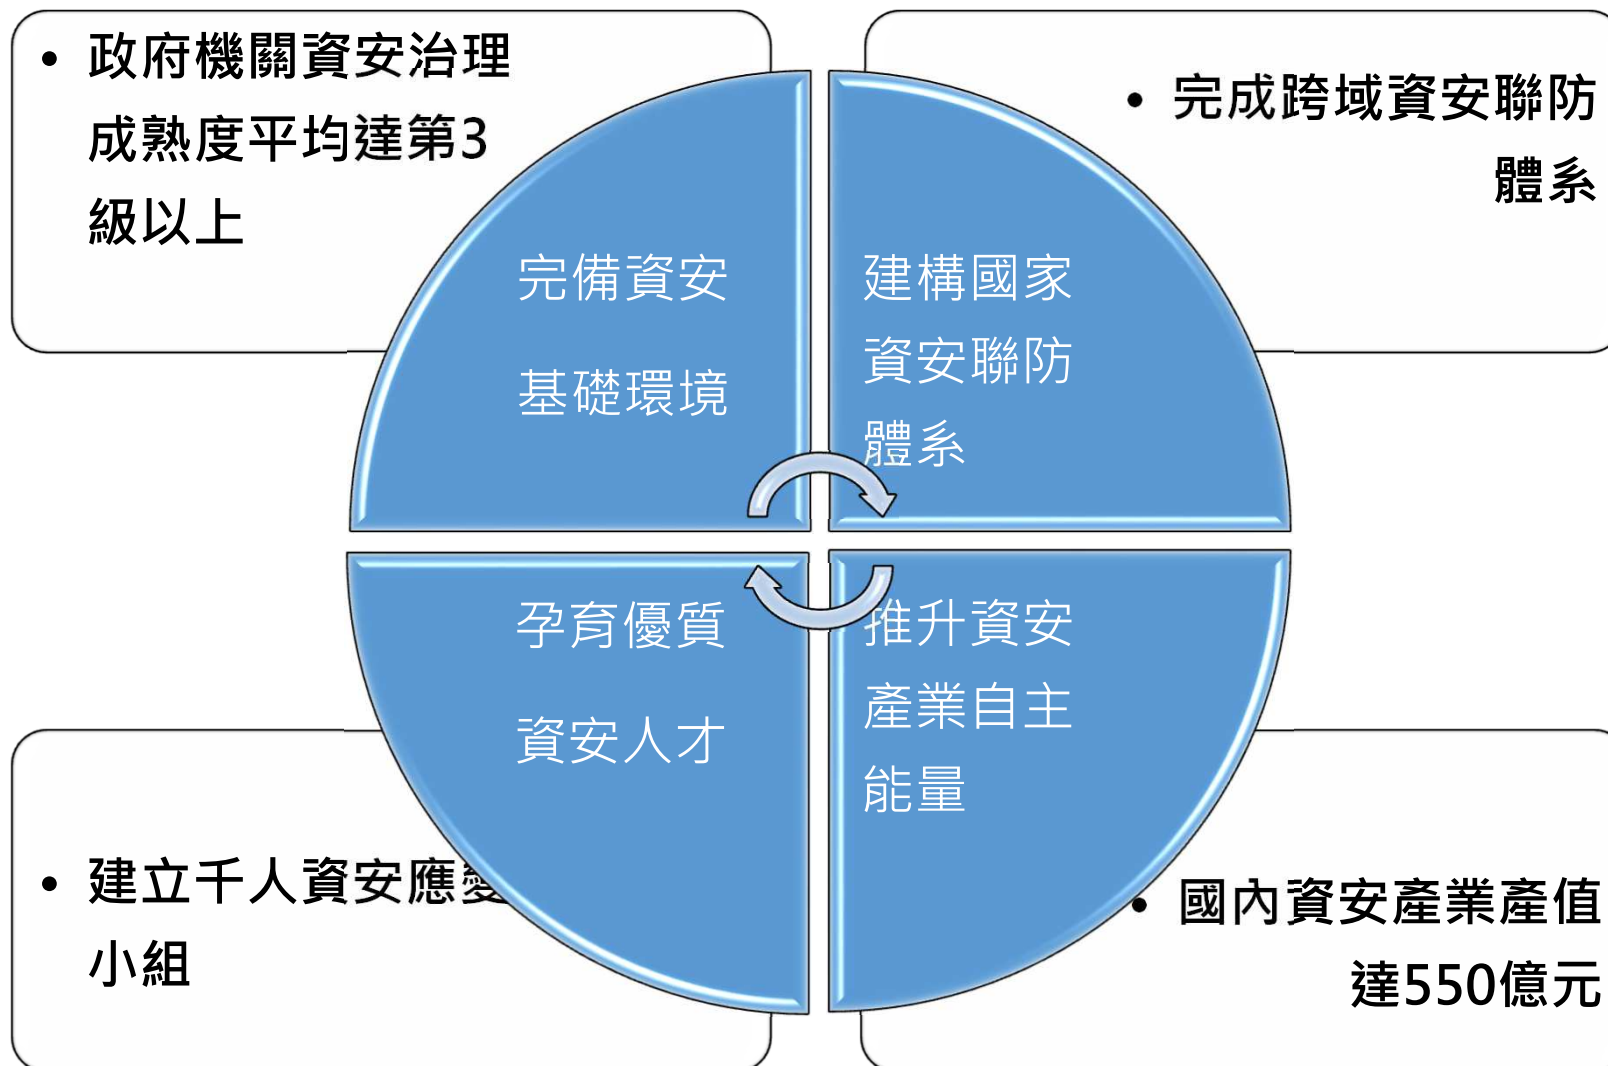 • 政府機關資安治理
成熟度平均達第3
級以上
• 完成跨域資安聯防
體系
完備資安
基礎環境
建構國家
資安聯防
體系
孕育優質
資安人才
推升資安
產業自主
能量
• 建立千人資安應變
小組
• 國內資安產業產值
達550億元